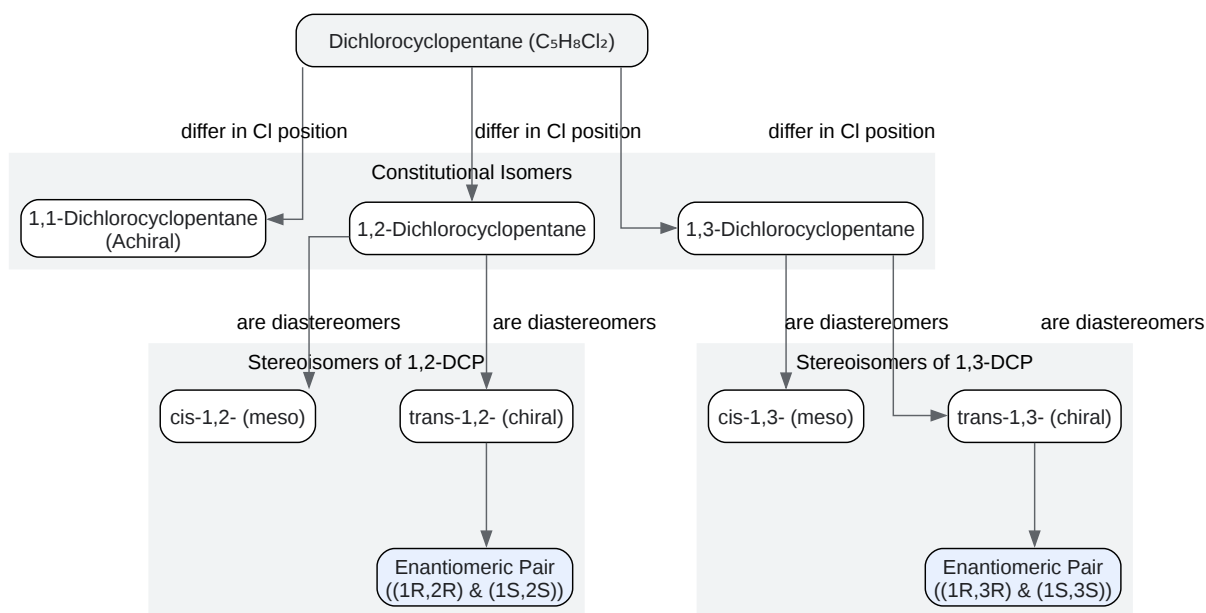 Dichlorocyclopentane (C₅H₈Cl₂)
differ in Cl position
differ in Cl position
differ in Cl position
Constitutional Isomers
1,1-Dichlorocyclopentane
(Achiral)
1,2-Dichlorocyclopentane
1,3-Dichlorocyclopentane
are diastereomers
are diastereomers
are diastereomers
are diastereomers
Stereoisomers of 1,2-DCP
Stereoisomers of 1,3-DCP
cis-1,2- (meso)
trans-1,2- (chiral)
cis-1,3- (meso)
trans-1,3- (chiral)
Enantiomeric Pair
((1R,2R) & (1S,2S))
Enantiomeric Pair
((1R,3R) & (1S,3S))